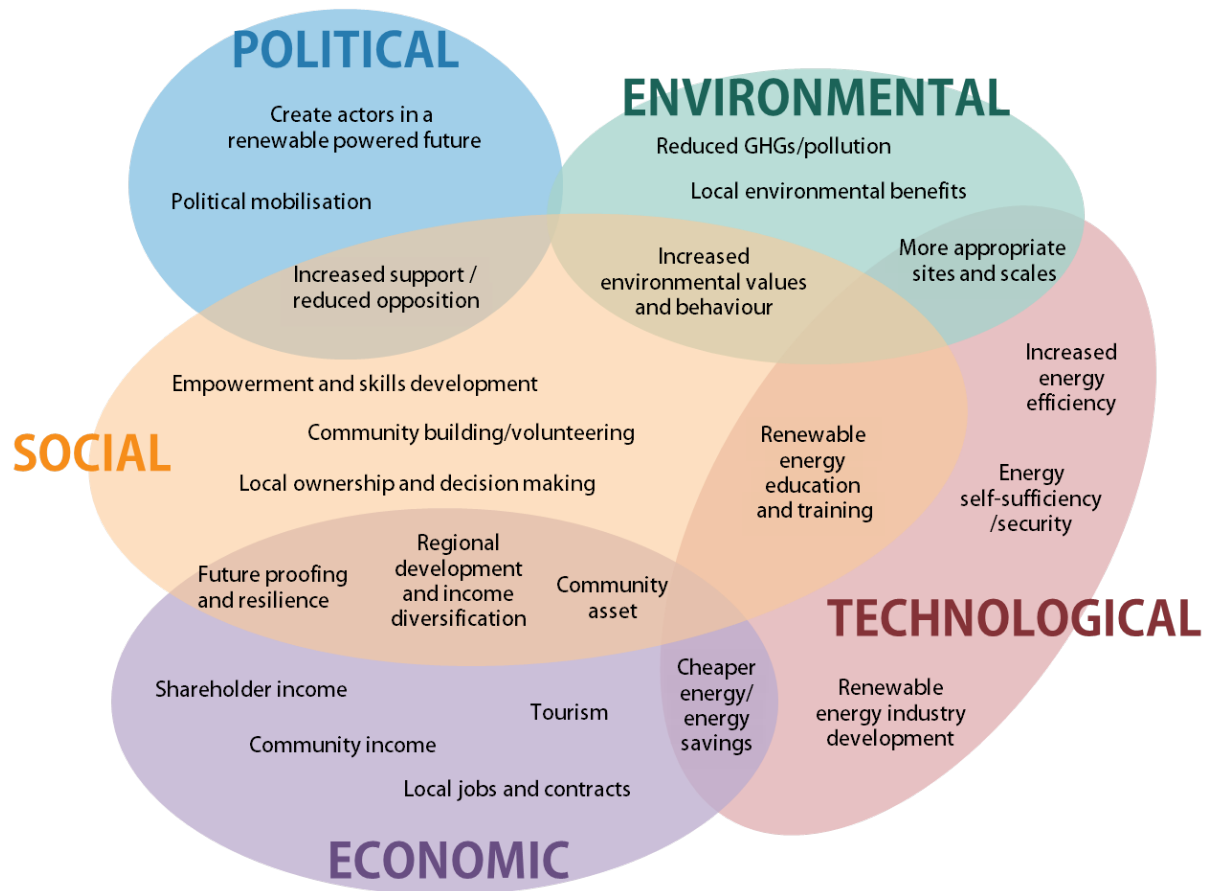 POLITICAL
Create actors in a
renewable powered future
Political mobilisation
Increased support /
reduced opposition
ENVIRONMENTAL
Reduced GHGs/pollution
Local environmental benefits
Increased
environmental values
and behaviour
More appropriate
sites and scales
SOCIAL
Empowerment and skills development
Community building/volunteering
Local ownership and decision making
Future proofing
and resilience
Regional
development
and income
diversification
Community
asset
Renewable
energy
education
and training
Increased
energy
efficiency
Energy
self-sufficiency
/security
TECHNOLOGICAL
Renewable
energy industry
development
Cheaper
energy/
energy
savings
Shareholder income
Tourism
Community income
Local jobs and contracts
ECONOMIC